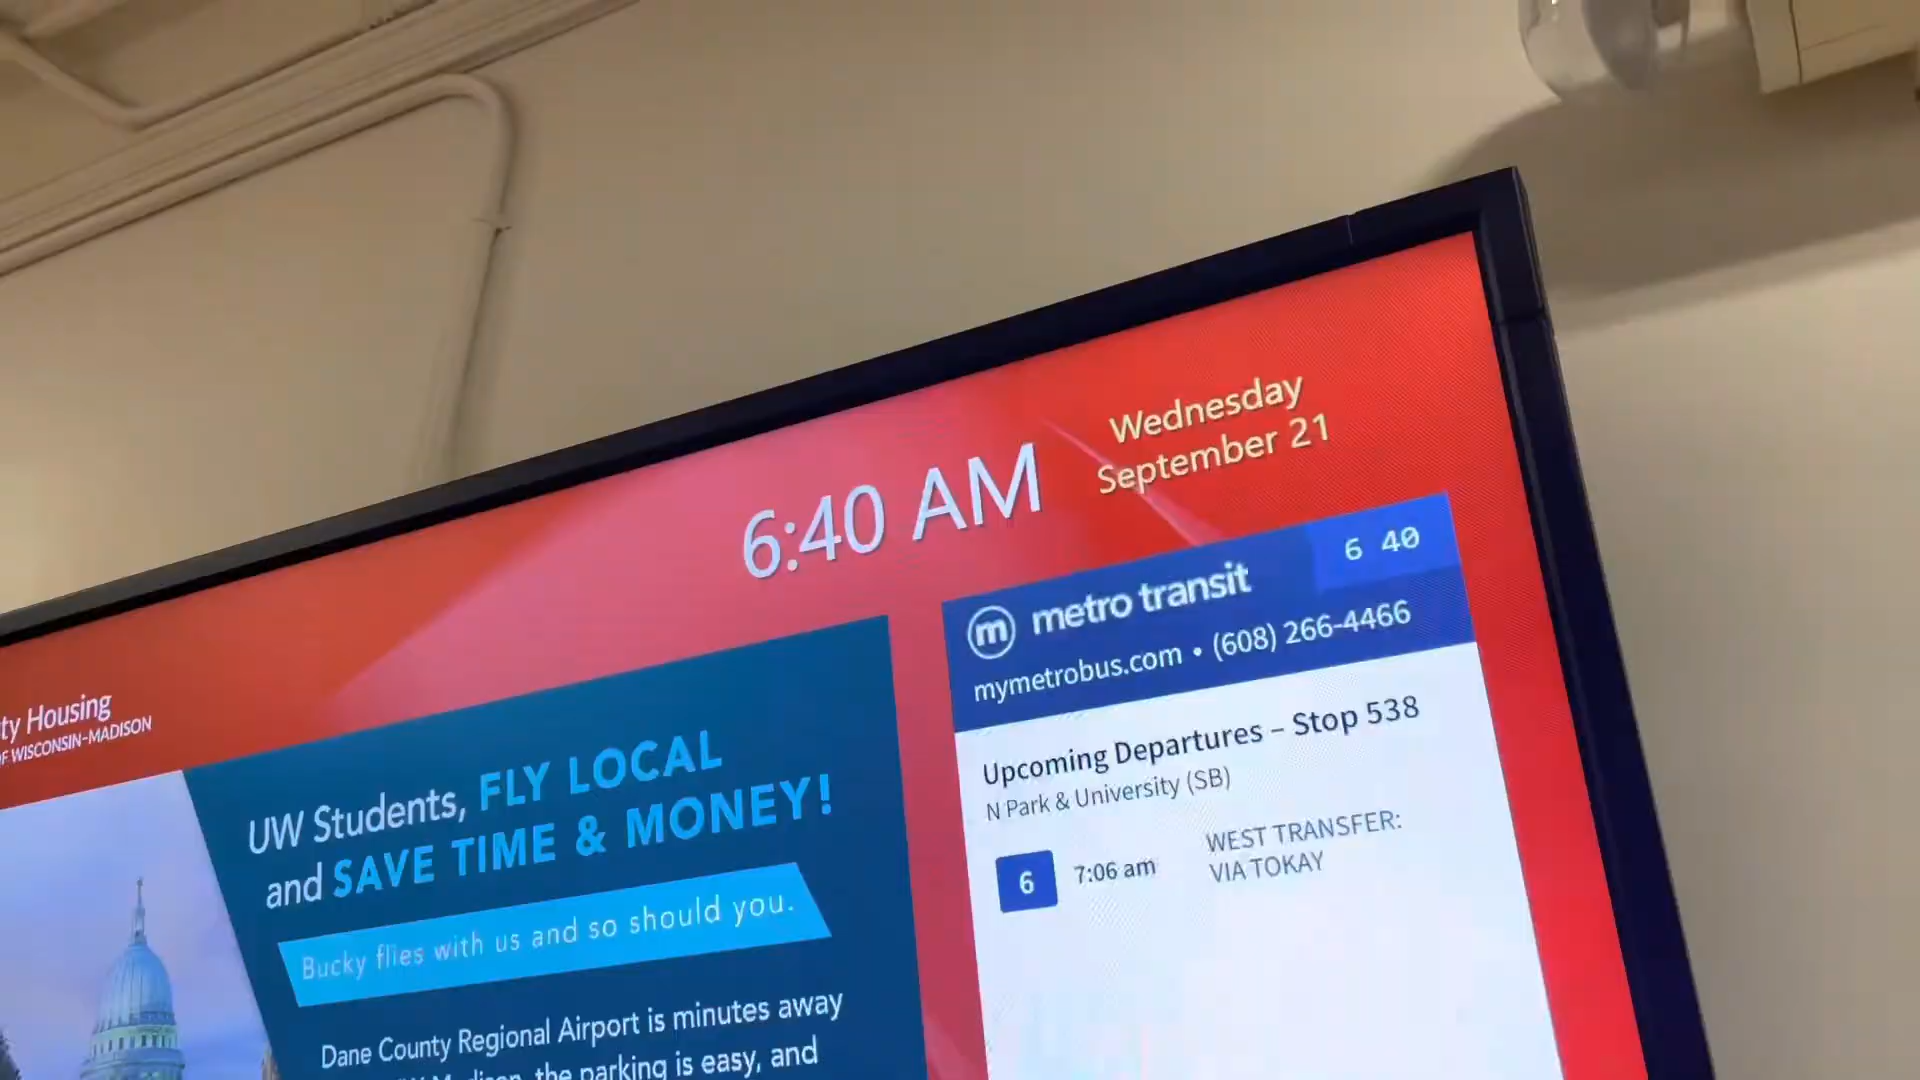 6:40 AM
Wednesday
September 21
ty Housing
OF WISCONSIN-MADISON
UW Students, FLY LOCAL
and SAVE TIME & MONEY!
Bucky flies with us and so should you.
Dane County Regional Airport is minutes away
Madison, the parking is easy, and
m metro transit
6 40
mymetrobus.com • (608) 266-4466
Upcoming Departures – Stop 538
N Park & University (SB)
6 7:06 am
WEST TRANSFER:
VIA TOKAY